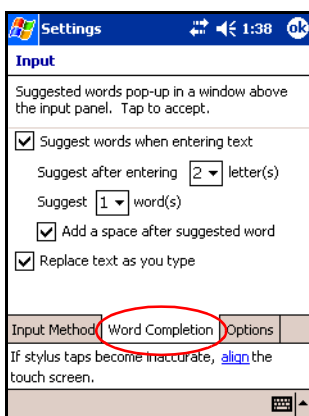 Settings 1:38 ok
Input
Suggested words pop-up in a window above
the input panel. Tap to accept.
Suggest words when entering text
Suggest after entering 2 letter(s)
Suggest 1 word(s)
Add a space after suggested word
Replace text as you type
Input Method Word Completion Options
If stylus taps become inaccurate, align the
touch screen.